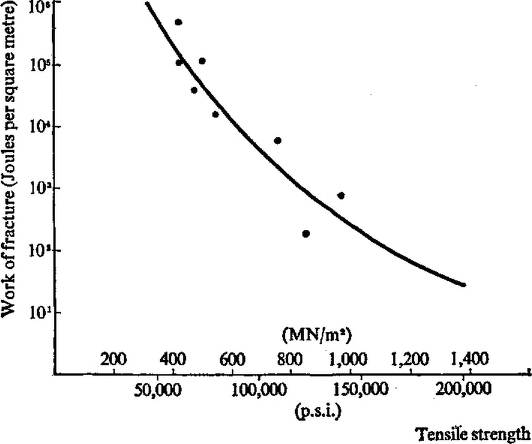 Work of fracture (Joules per square metre)
10⁶
10⁵
10⁴
10³
10²
10¹
(MN/m²)
200 400 600 800 1,000 1,200 1,400
50,000 100,000 150,000 200,000
(p.s.i.)
Tensile strength